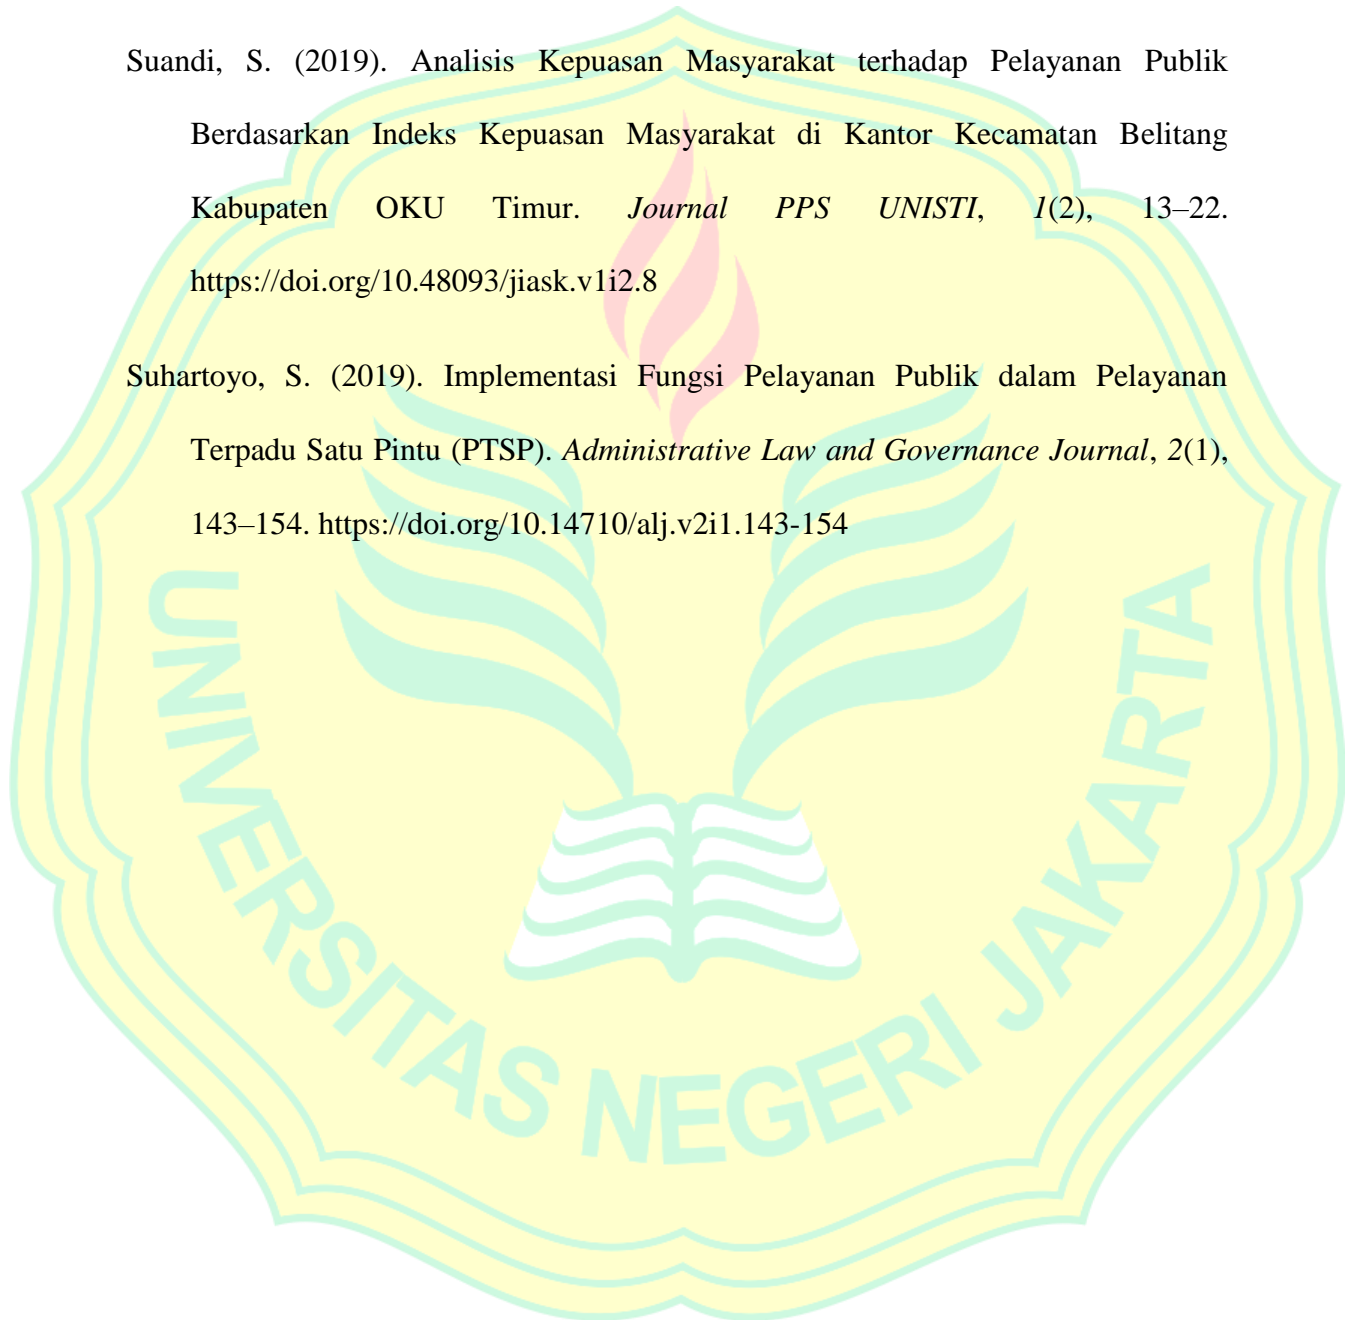 Suandi, S. (2019). Analisis Kepuasan Masyarakat terhadap Pelayanan Publik
Berdasarkan Indeks Kepuasan Masyarakat di Kantor Kecamatan Belitang
Kabupaten OKU Timur. Journal PPS UNISTI, 1(2), 13–22.
https://doi.org/10.48093/jiask.v1i2.8
Suhartoyo, S. (2019). Implementasi Fungsi Pelayanan Publik dalam Pelayanan
Terpadu Satu Pintu (PTSP). Administrative Law and Governance Journal, 2(1),
143–154. https://doi.org/10.14710/alj.v2i1.143-154
UNIVERSITAS NEGERI JAKARTA